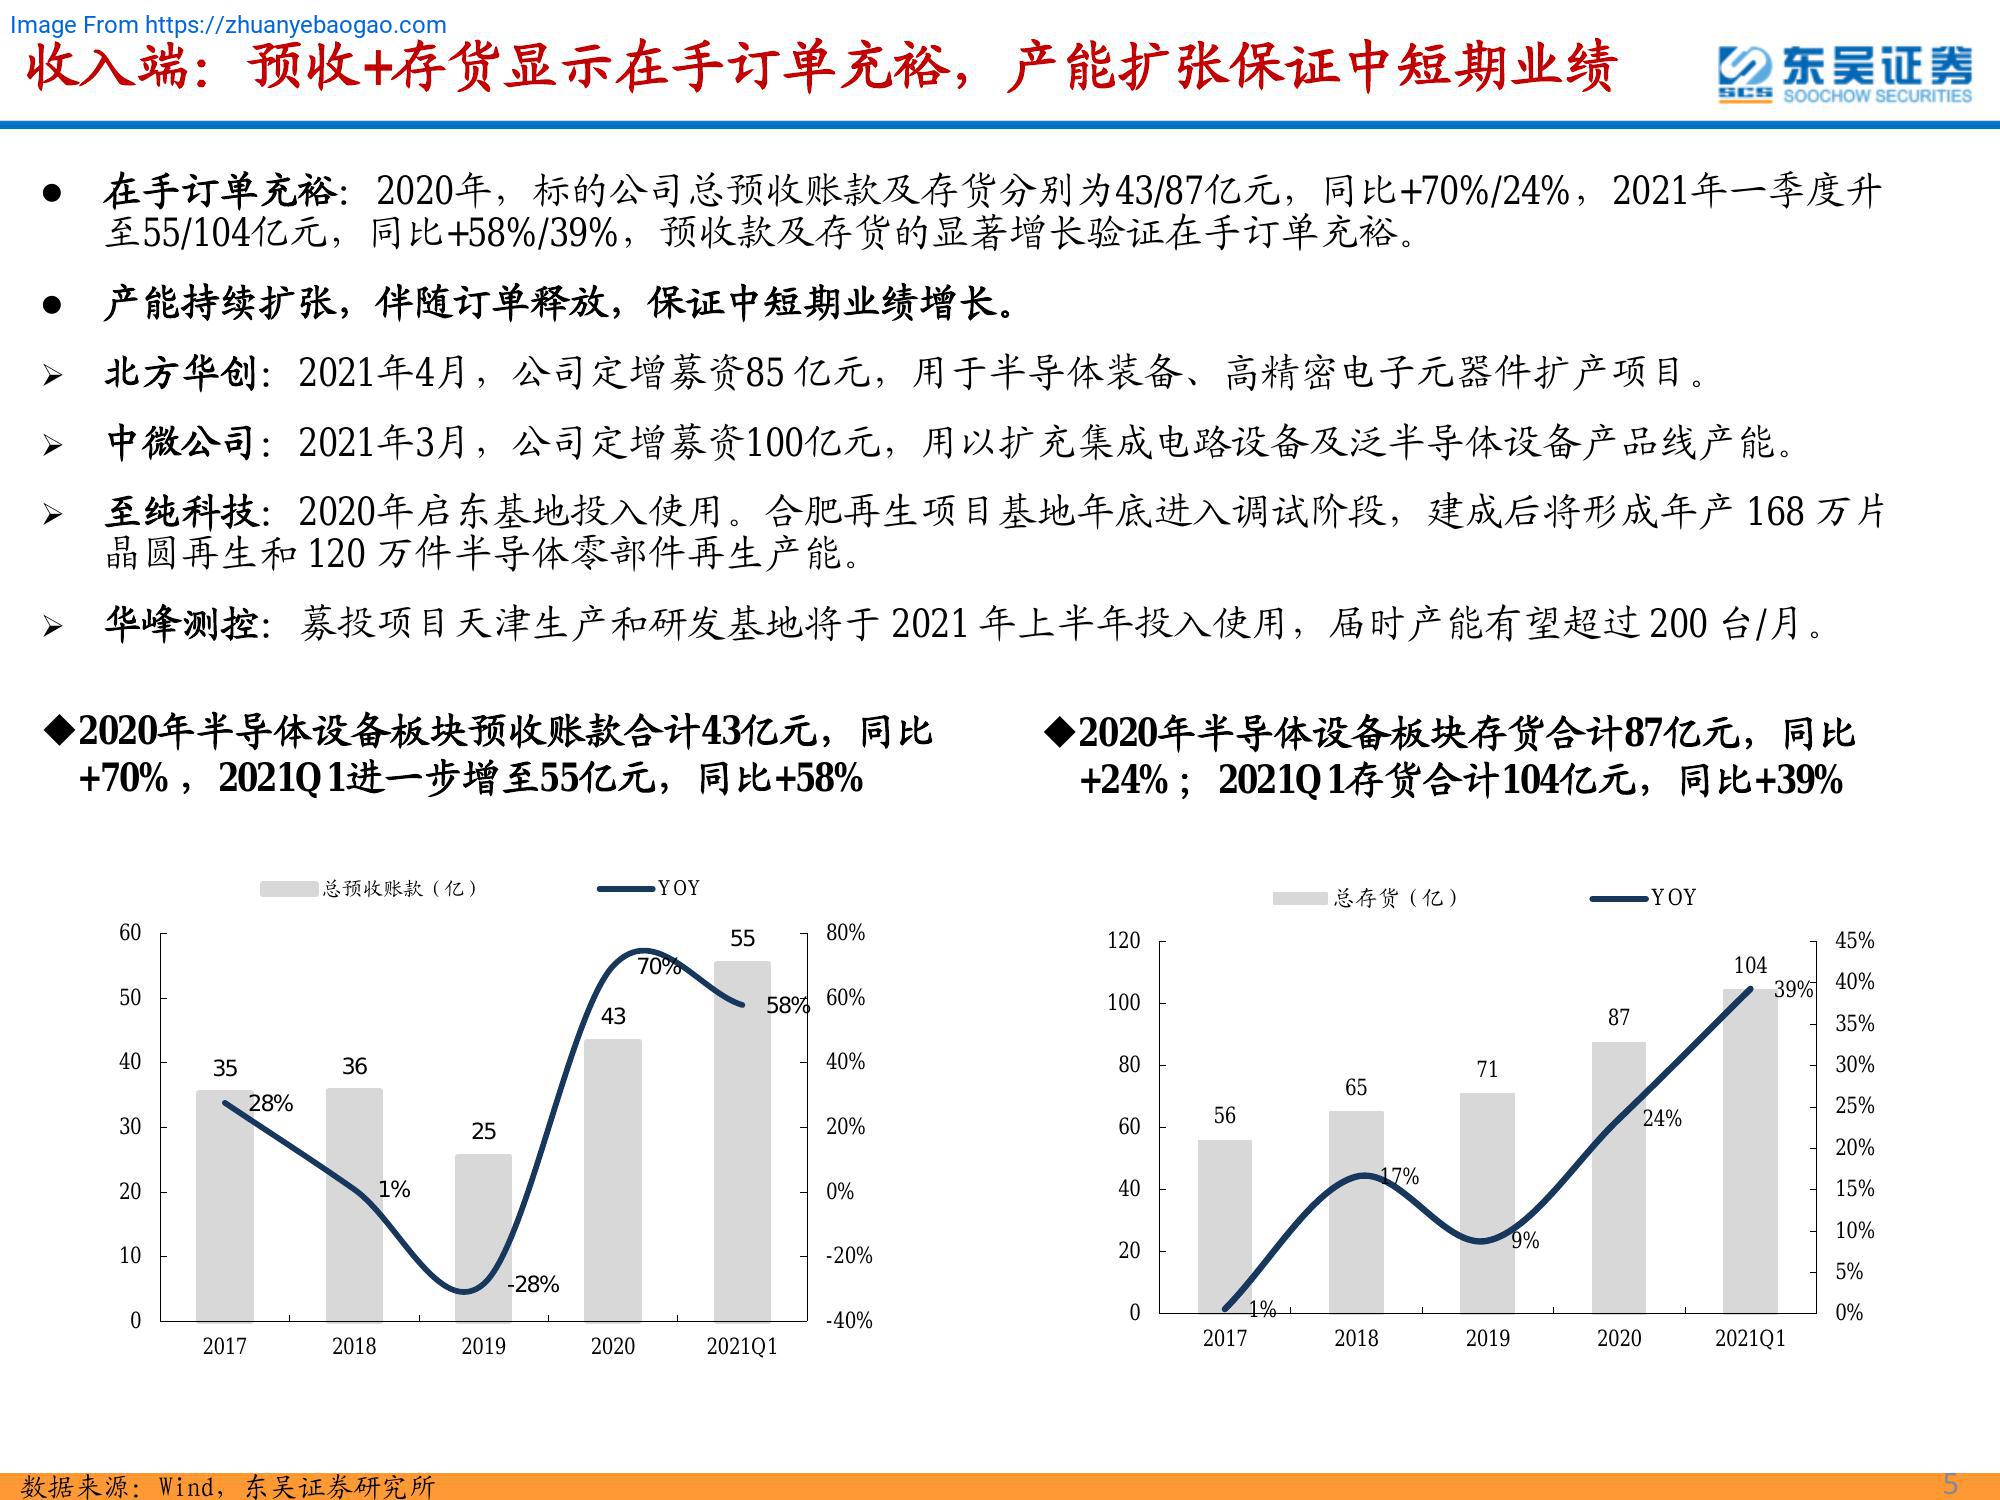 Image From https://zhuanyebaogao.com
收入端：预收+存货显示在手订单充裕，产能扩张保证中短期业绩
东吴证券
SCS
SOOCHOW SECURITIES
● 在手订单充裕：2020年，标的公司总预收账款及存货分别为43/87亿元，同比+70%/24%，2021年一季度升
至55/104亿元，同比+58%/39%，预收款及存货的显著增长验证在手订单充裕。
● 产能持续扩张，伴随订单释放，保证中短期业绩增长。
➢ 北方华创：2021年4月，公司定增募资85 亿元，用于半导体装备、高精密电子元器件扩产项目。
➢ 中微公司：2021年3月，公司定增募资100亿元，用以扩充集成电路设备及泛半导体设备产品线产能。
➢ 至纯科技：2020年启东基地投入使用。合肥再生项目基地年底进入调试阶段，建成后将形成年产 168 万片
晶圆再生和 120 万件半导体零部件再生产能。
➢ 华峰测控：募投项目天津生产和研发基地将于 2021 年上半年投入使用，届时产能有望超过 200 台/月。
◆2020年半导体设备板块预收账款合计43亿元，同比
+70% ，2021Q1进一步增至55亿元，同比+58%
总预收账款（亿） YOY
60 80%
50 60%
40 40%
30 20%
20 0%
10 -20%
0 -40%
35 36 25 43 55
28% 1% -28% 70% 58%
2017 2018 2019 2020 2021Q1
◆2020年半导体设备板块存货合计87亿元，同比
+24%；2021Q1存货合计104亿元，同比+39%
总存货（亿） YOY
120
100
80
60
40
20
0
45%
40%
35%
30%
25%
20%
15%
10%
5%
0%
56 65 71 87 104
1% 17% 9% 24% 39%
2017 2018 2019 2020 2021Q1
数据来源：Wind，东吴证券研究所
5